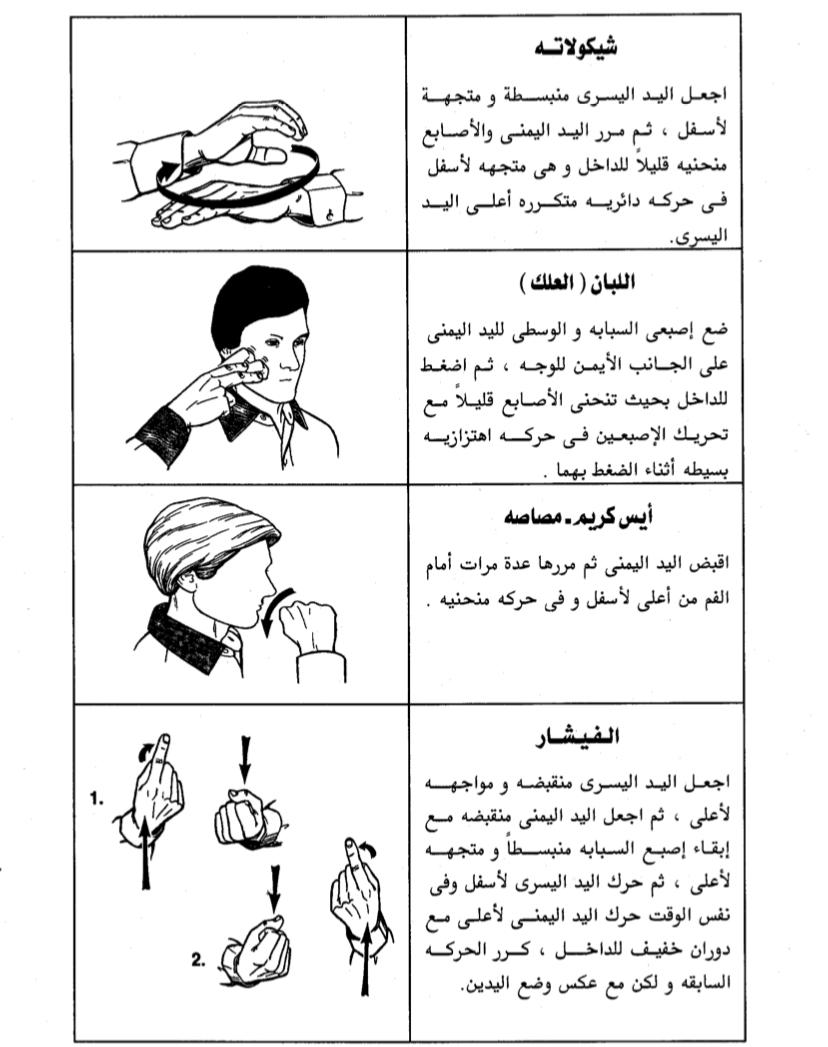 شيكولاتــه
اجعل اليد اليسرى منبسطة و متجهة
لأسفل ، ثم مرر اليد اليمنى والأصابع
منحنيه قليلاً للداخل و هى متجهه لأسفل
فى حركه دائريه متكرره أعلى اليد
اليسرى.
اللبان ( العلك )
ضع إصبعى السبابه و الوسطى لليد اليمنى
على الجانب الأيمن للوجه ، ثم اضغط
للداخل بحيث تنحنى الأصابع قليلاً مع
تحريك الإصبعين فى حركه اهتزازيه
بسيطه أثناء الضغط بهما .
أيس كريم ـ مصاصه
اقبض اليد اليمنى ثم مررها عدة مرات أمام
الفم من أعلى لأسفل و فى حركه منحنيه .
الفيشار
اجعل اليد اليسرى منقبضه و مواجهه
لأعلى ، ثم اجعل اليد اليمنى منقبضه مع
إبقاء إصبع السبابه منبسطاً و متجهه
لأعلى ، ثم حرك اليد اليسرى لأسفل وفى
نفس الوقت حرك اليد اليمنى لأعلى مع
دوران خفيف للداخل ، كرر الحركه
السابقه و لكن مع عكس وضع اليدين.
1.
2.